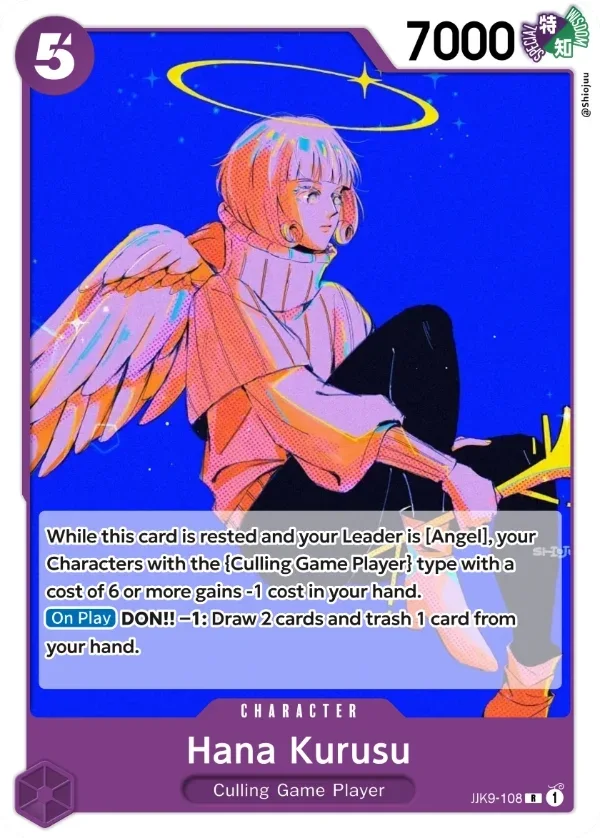 5
7000
SPECIAL 特
知 WISDOM
@Shiojuu
While this card is rested and your Leader is [Angel], your
Characters with the {Culling Game Player} type with a
cost of 6 or more gains -1 cost in your hand.
On Play DON!! −1: Draw 2 cards and trash 1 card from
your hand.
CHARACTER
Hana Kurusu
Culling Game Player
JJK9-108 R 1